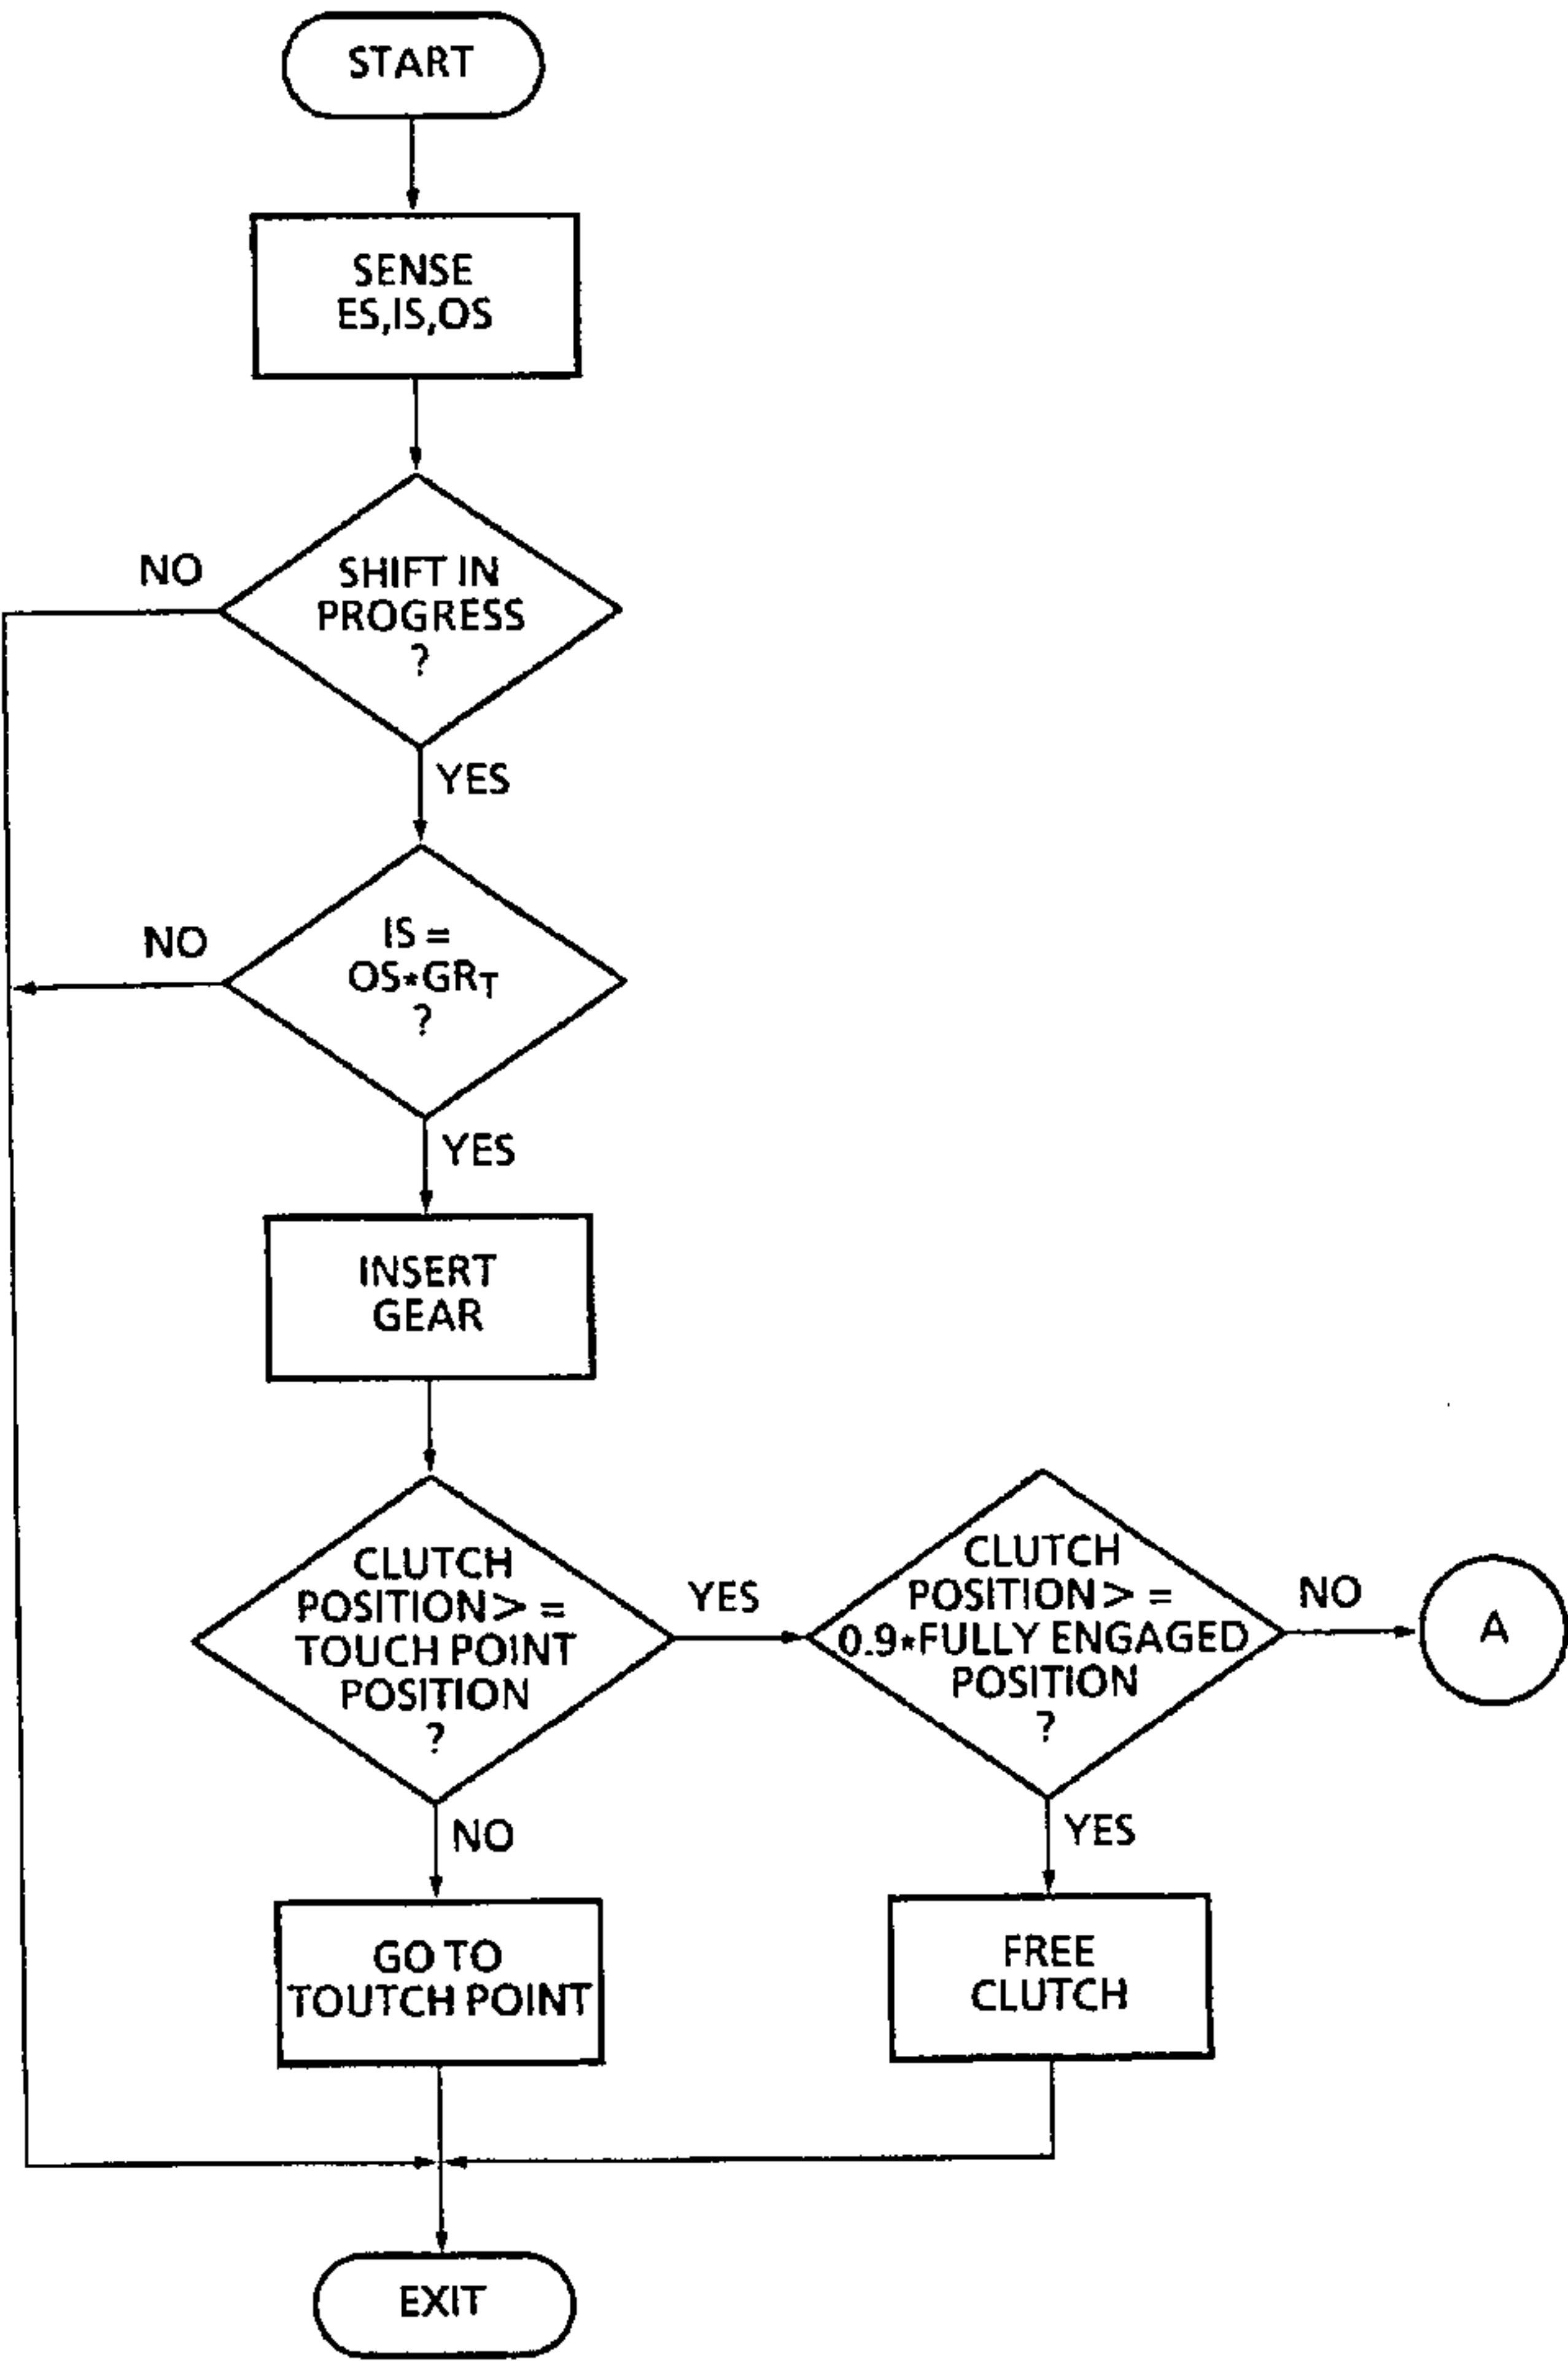 START
SENSE
ES,IS,OS
NO
SHIFT IN
PROGRESS
?
YES
NO
IS =
OS*GRT
?
YES
INSERT
GEAR
CLUTCH
POSITION > =
TOUCH POINT
POSITION
?
YES
CLUTCH
POSITION > =
0.9*FULLY ENGAGED
POSITION
?
NO
A
NO
YES
GO TO
TOUTCH POINT
FREE
CLUTCH
EXIT